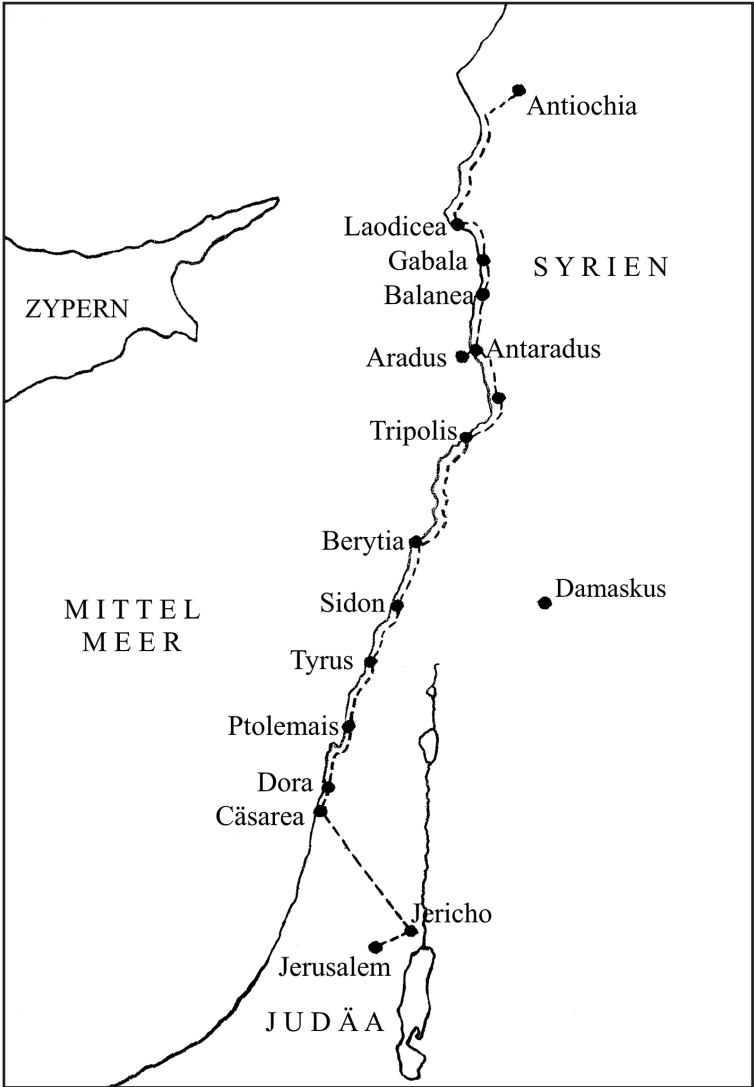 Antiochia
Laodicea
Gabala
SYRIEN
Balanea
ZYPERN
Antaradus
Aradus
Tripolis
Berytia
Damaskus
MITTEL
MEER
Sidon
Tyrus
Ptolemais
Dora
Cäsarea
Jericho
Jerusalem
JUDÄA